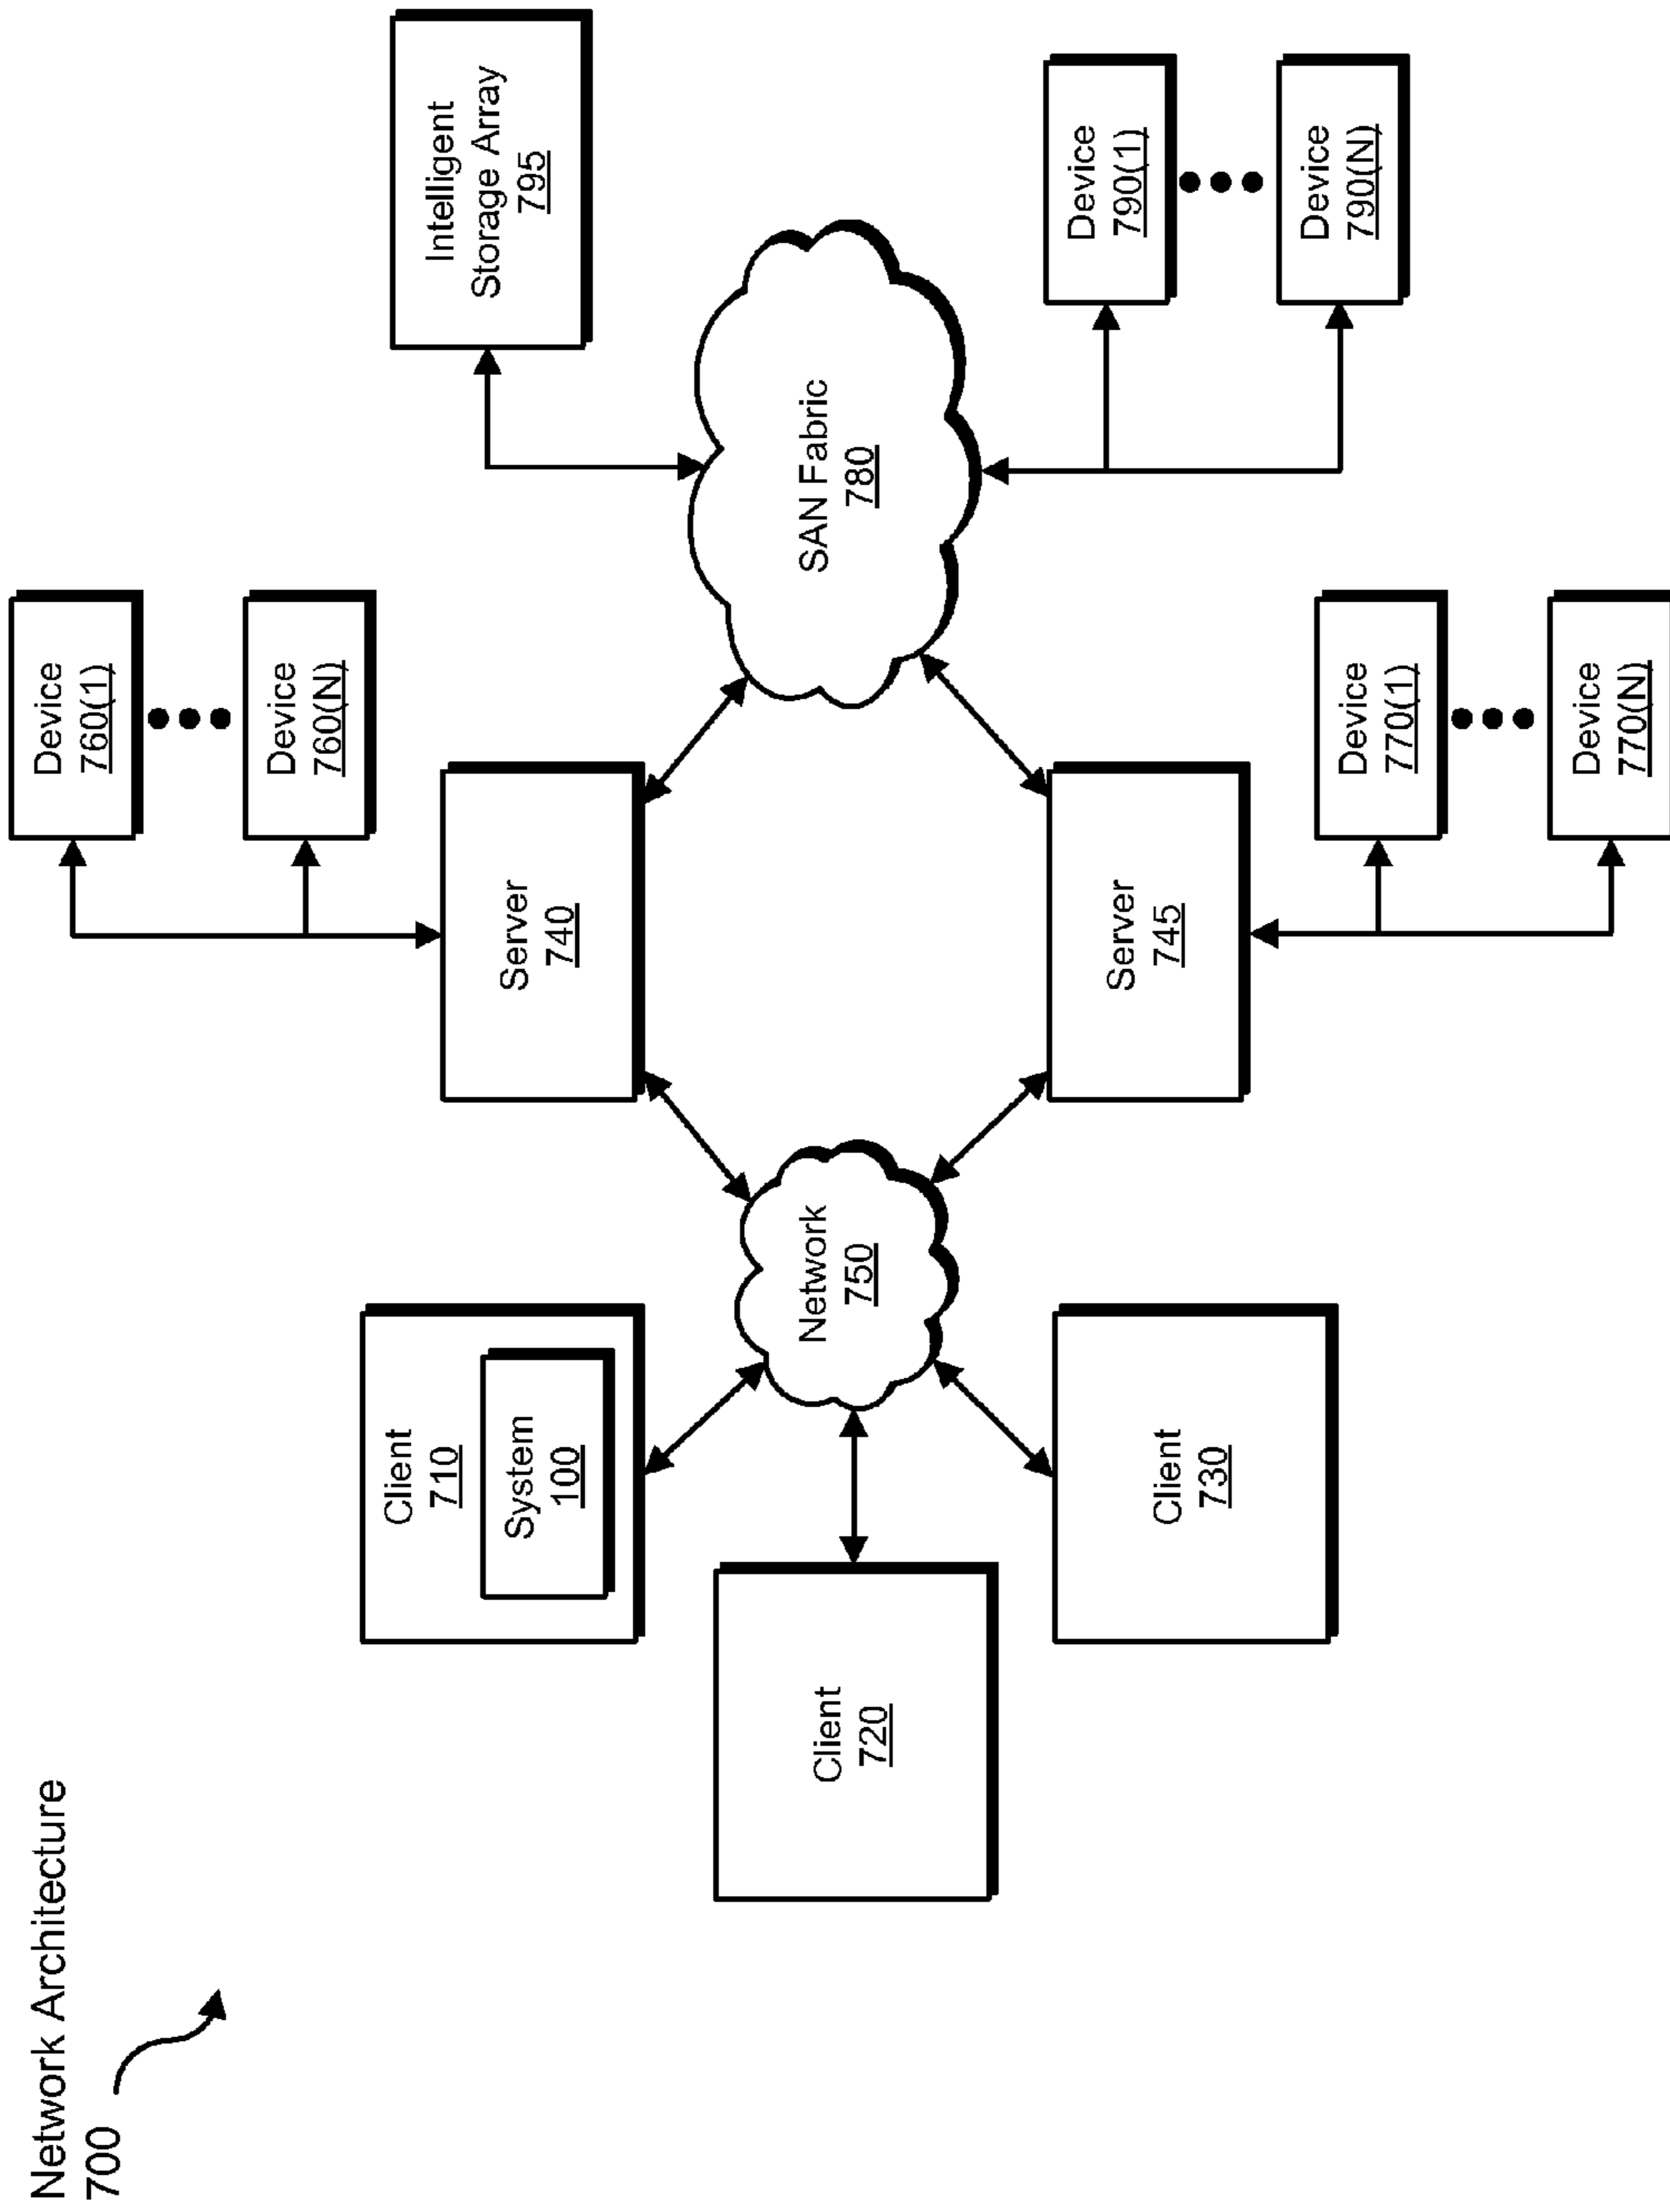 Network Architecture
700
Client
710
System
100
Client
720
Client
730
Network
750
Server
740
Server
745
Device
760(1)
Device
760(N)
Device
770(1)
Device
770(N)
SAN Fabric
780
Intelligent
Storage Array
795
Device
790(1)
Device
790(N)